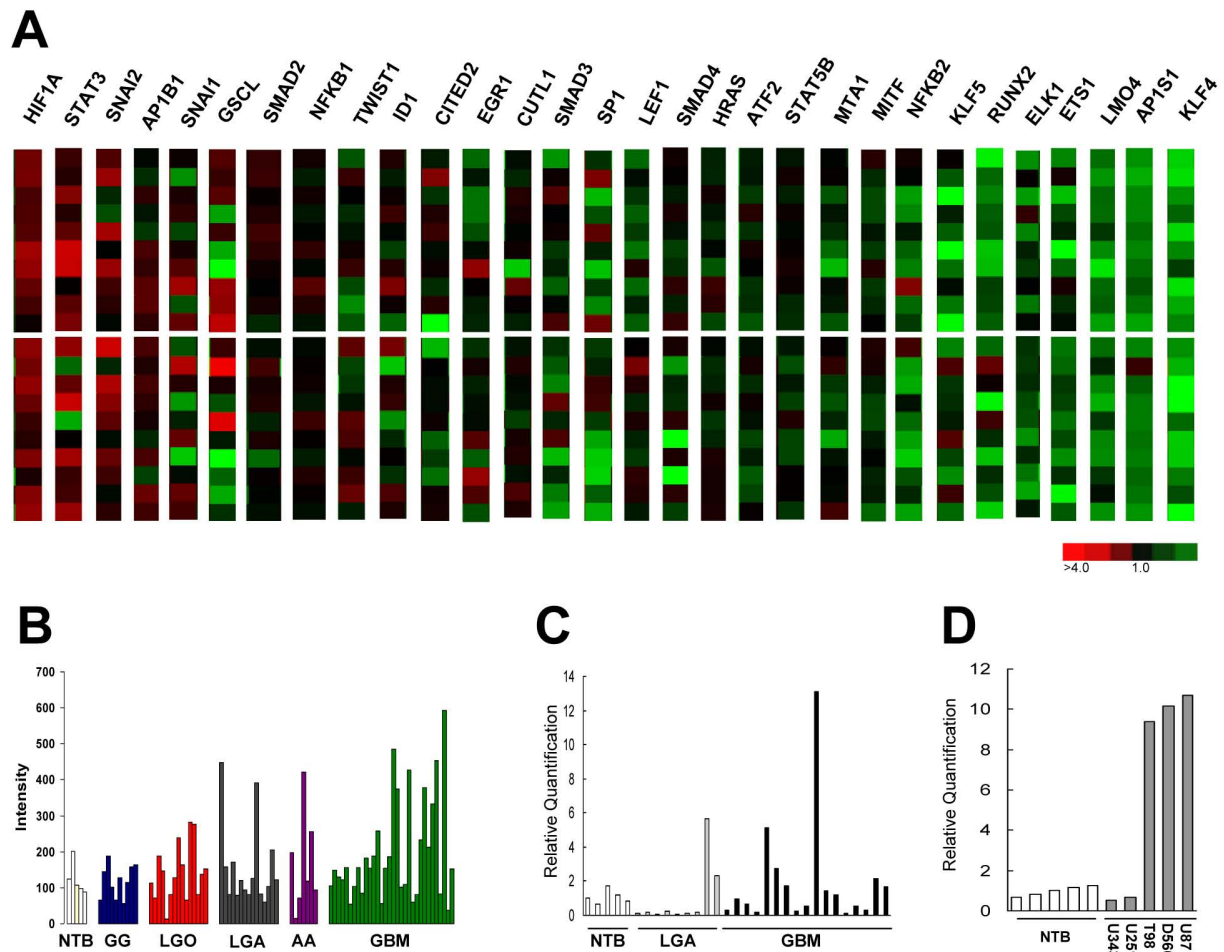 A
HIF1A STAT3 SNAI2 AP1B1 SNAI1 GSCL SMAD2 NFKB1 TWIST1 ID1 CITED2 EGR1 CUTL1 SMAD3 SP1 LEF1 SMAD4 HRAS ATF2 STAT5B MTA1 MITF NFKB2 KLF5 RUNX2 ELK1 ETS1 LMO4 AP1S1 KLF4
>4.0 1.0
B
Intensity
700
600
500
400
300
200
100
0
NTB GG LGO LGA AA GBM
C
Relative Quantification
14
12
10
8
6
4
2
0
NTB LGA GBM
D
Relative Quantification
12
10
8
6
4
2
0
NTB
U34
U25
T98
D56
U87